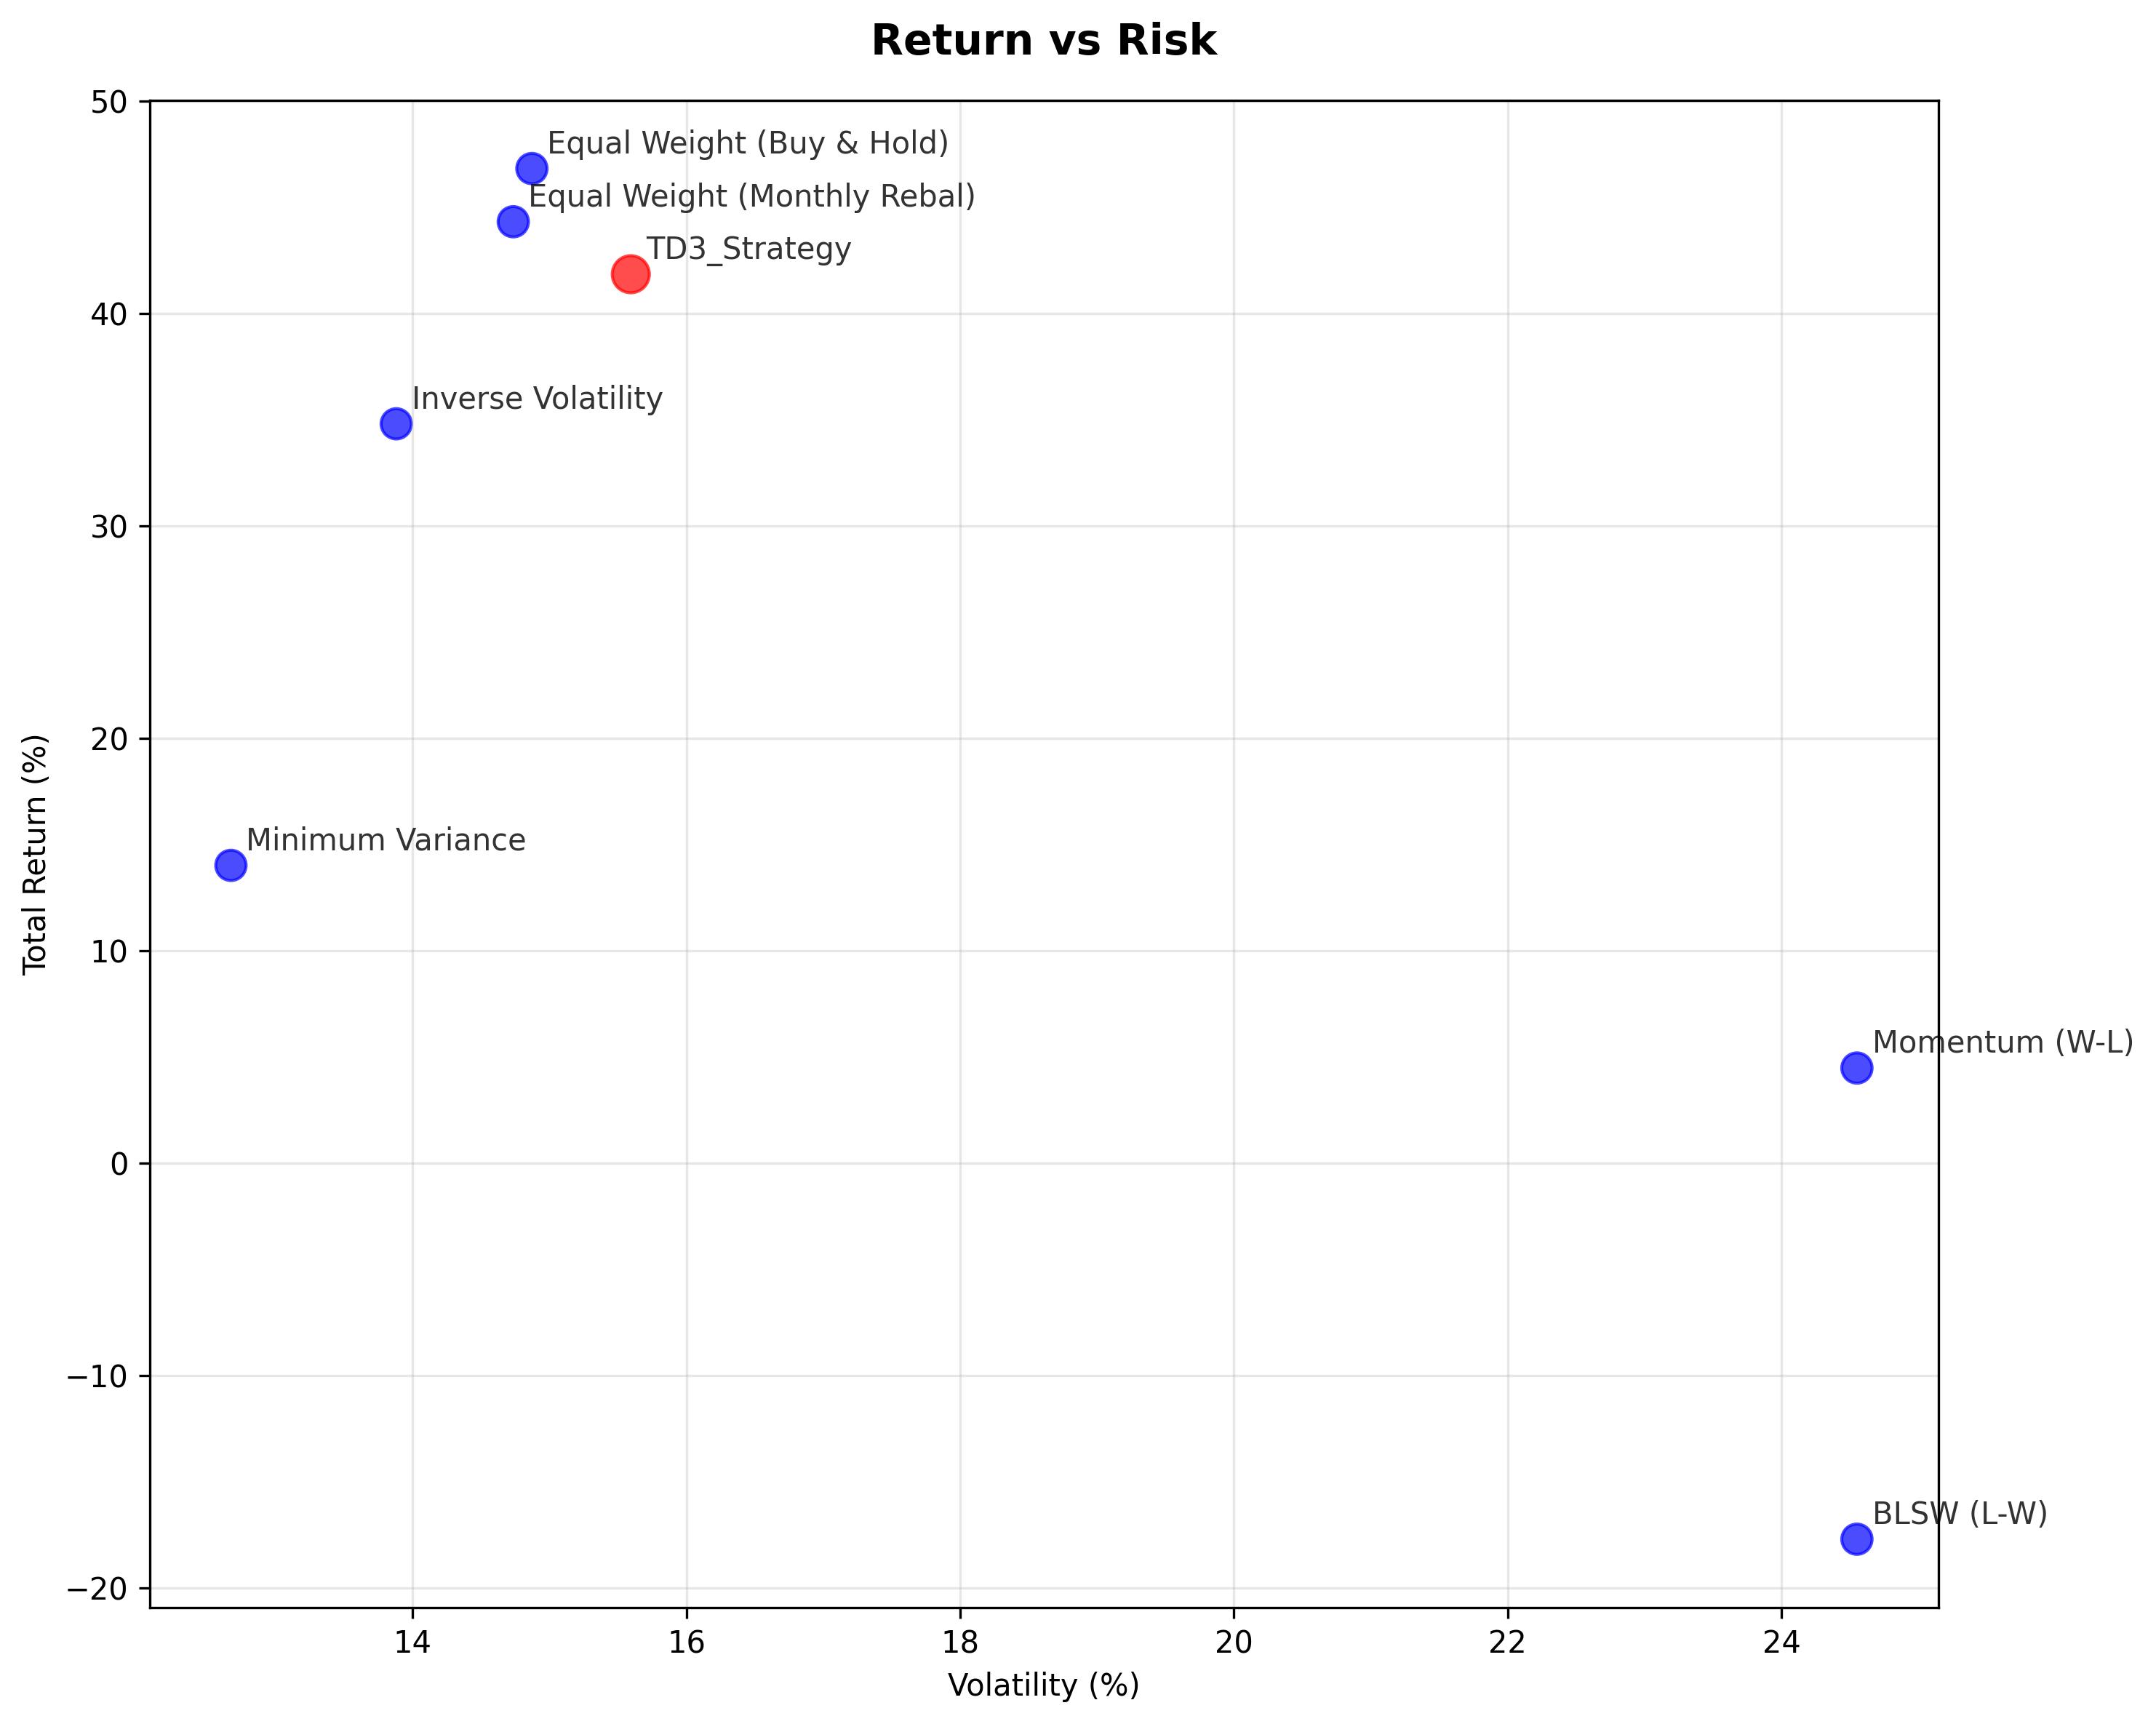 Return vs Risk
50
Equal Weight (Buy & Hold)
Equal Weight (Monthly Rebal)
TD3_Strategy
40
Inverse Volatility
30
20
Total Return (%)
Minimum Variance
10
Momentum (W-L)
0
−10
BLSW (L-W)
−20
14 16 18 20 22 24
Volatility (%)